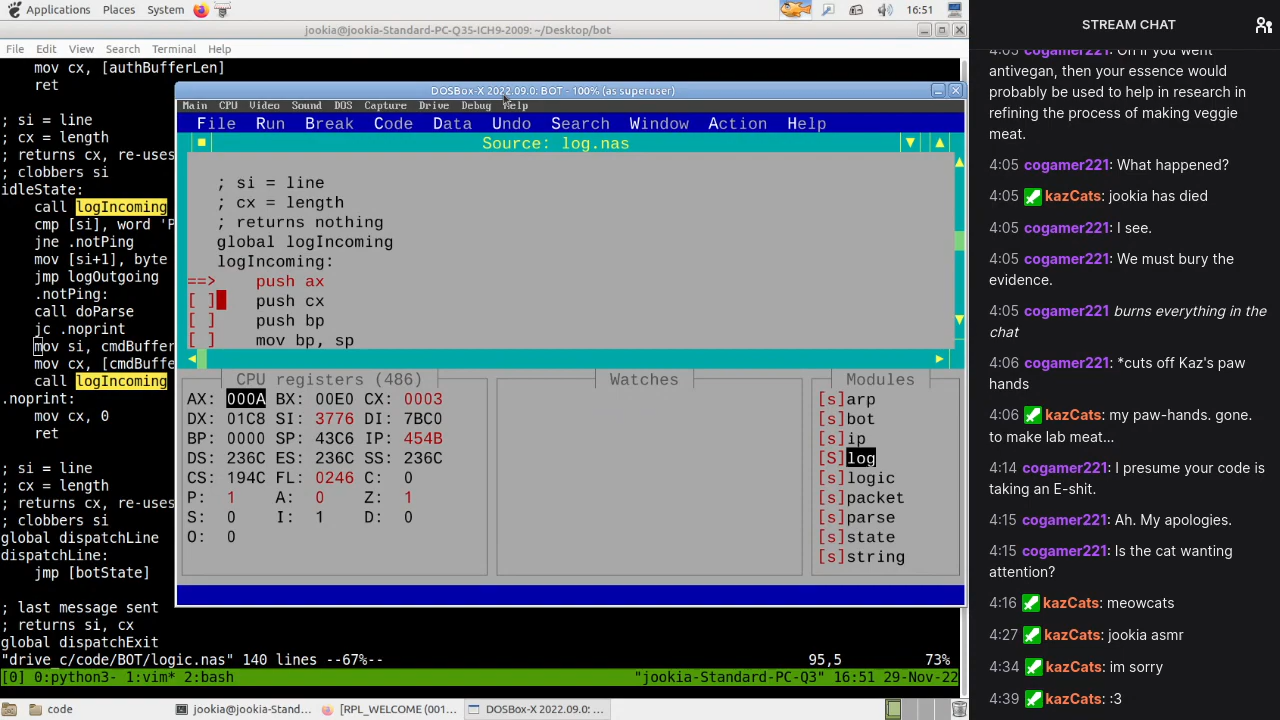 Applications Places System 16:51
jookia@jookia-Standard-PC-Q35-ICH9-2009: ~/Desktop/bot
File Edit View Search Terminal Help
mov cx, [authBufferLen]
ret
; si = line
; cx = length
; returns cx, re-uses
; clobbers si
idleState:
call logIncoming
cmp [si], word 'P
jne .notPing
mov [si+1], byte
jmp logOutgoing
.notPing:
call doParse
jc .noprint
mov si, cmdBuffer
mov cx, [cmdBuffe
call logIncoming
.noprint:
mov cx, 0
ret
; si = line
; cx = length
; returns cx, re-uses
; clobbers si
global dispatchLine
dispatchLine:
jmp [botState]
; last message sent
; returns si, cx
global dispatchExit
"drive_c/code/BOT/logic.nas" 140 lines --67%-- 95,5 73%
[0] 0:python3- 1:vim* 2:bash "jookia-Standard-PC-Q3" 16:51 29-Nov-22
DOSBox-X 2022.09.0: BOT - 100% (as superuser)
Main CPU Video Sound DOS Capture Drive Debug Help
File Run Break Code Data Undo Search Window Action Help
Source: log.nas
; si = line
; cx = length
; returns nothing
global logIncoming
logIncoming:
==> push ax
[ ] push cx
[ ] push bp
[ ] mov bp, sp
CPU registers (486)
AX: 000A BX: 00E0 CX: 0003
DX: 01C8 SI: 3776 DI: 7BC0
BP: 0000 SP: 43C6 IP: 454B
DS: 236C ES: 236C SS: 236C
CS: 194C FL: 0246 C: 0
P: 1 A: 0 Z: 1
S: 0 I: 1 D: 0
O: 0
Watches
Modules
[s]arp
[s]bot
[s]ip
[S]log
[s]logic
[s]packet
[s]parse
[s]state
[s]string
code jookia@jookia-Stand... [RPL_WELCOME (001... DOSBox-X 2022.09.0: ...
STREAM CHAT
4:05 cogamer221: Oh if you went
antivegan, then your essence would
probably be used to help in research in
refining the process of making veggie
meat.
4:05 cogamer221: What happened?
4:05 kazCats: jookia has died
4:05 cogamer221: I see.
4:05 cogamer221: We must bury the
evidence.
4:05 cogamer221 burns everything in the
chat
4:06 cogamer221: *cuts off Kaz's paw
hands
4:06 kazCats: my paw-hands. gone.
to make lab meat...
4:14 cogamer221: I presume your code is
taking an E-shit.
4:15 cogamer221: Ah. My apologies.
4:15 cogamer221: Is the cat wanting
attention?
4:16 kazCats: meowcats
4:27 kazCats: jookia asmr
4:34 kazCats: im sorry
4:39 kazCats: :3